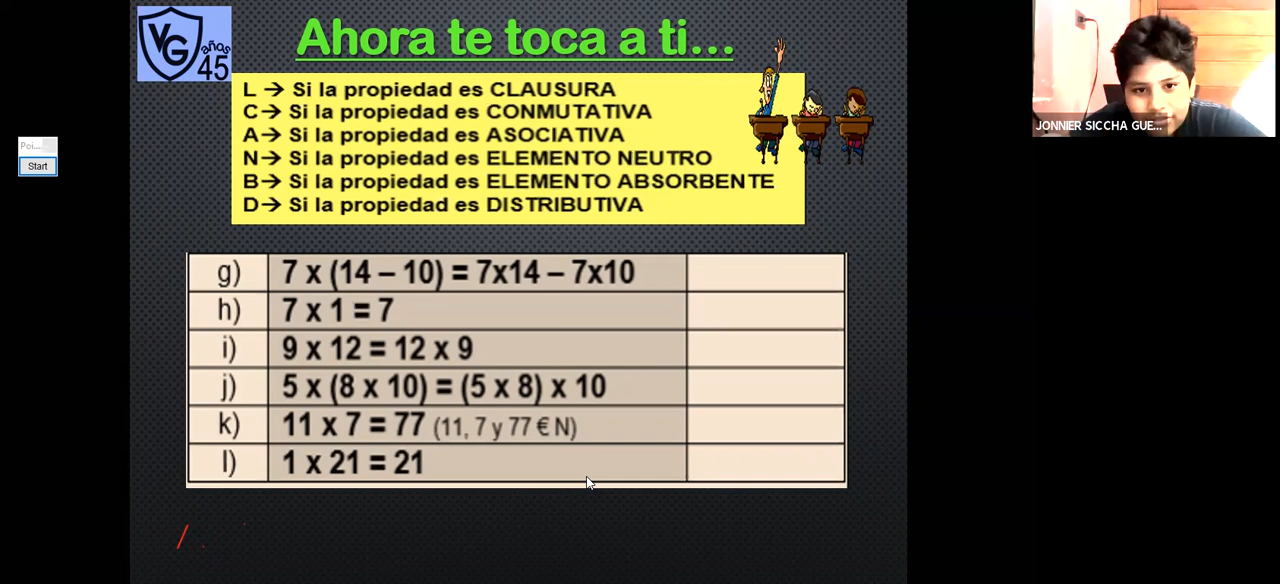 VG
años
45
Ahora te toca a ti...
L → Si la propiedad es CLAUSURA
C → Si la propiedad es CONMUTATIVA
A → Si la propiedad es ASOCIATIVA
N → Si la propiedad es ELEMENTO NEUTRO
B → Si la propiedad es ELEMENTO ABSORBENTE
D → Si la propiedad es DISTRIBUTIVA
Poi....
Start
JONNIER SICCHA GUE...
g) 7 x (14 – 10) = 7x14 – 7x10
h) 7 x 1 = 7
i) 9 x 12 = 12 x 9
j) 5 x (8 x 10) = (5 x 8) x 10
k) 11 x 7 = 77 (11, 7 y 77 € N)
l) 1 x 21 = 21